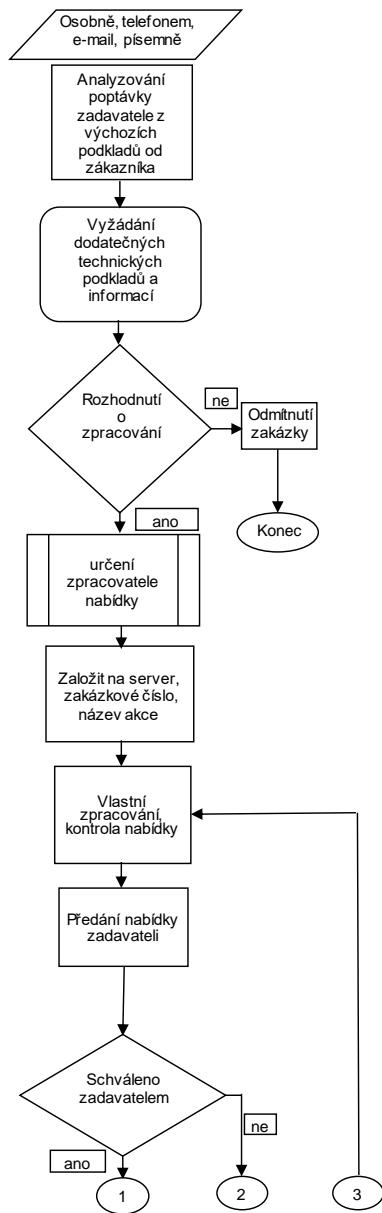 Osobně, telefonem,
e-mail, písemně
Analyzování
poptávky
zadavatele z
výchozích
podkladů od
zákazníka
Vyžádání
dodatečných
technických
podkladů a
informací
Rozhodnutí
o
zpracování
ne
Odmítnutí
zakázky
Konec
ano
určení
zpracovatele
nabídky
Založit na server,
zakázkové číslo,
název akce
Vlastní
zpracování,
kontrola nabídky
Předání nabídky
zadavateli
Schváleno
zadavatelem
ne
ano
1
2
3